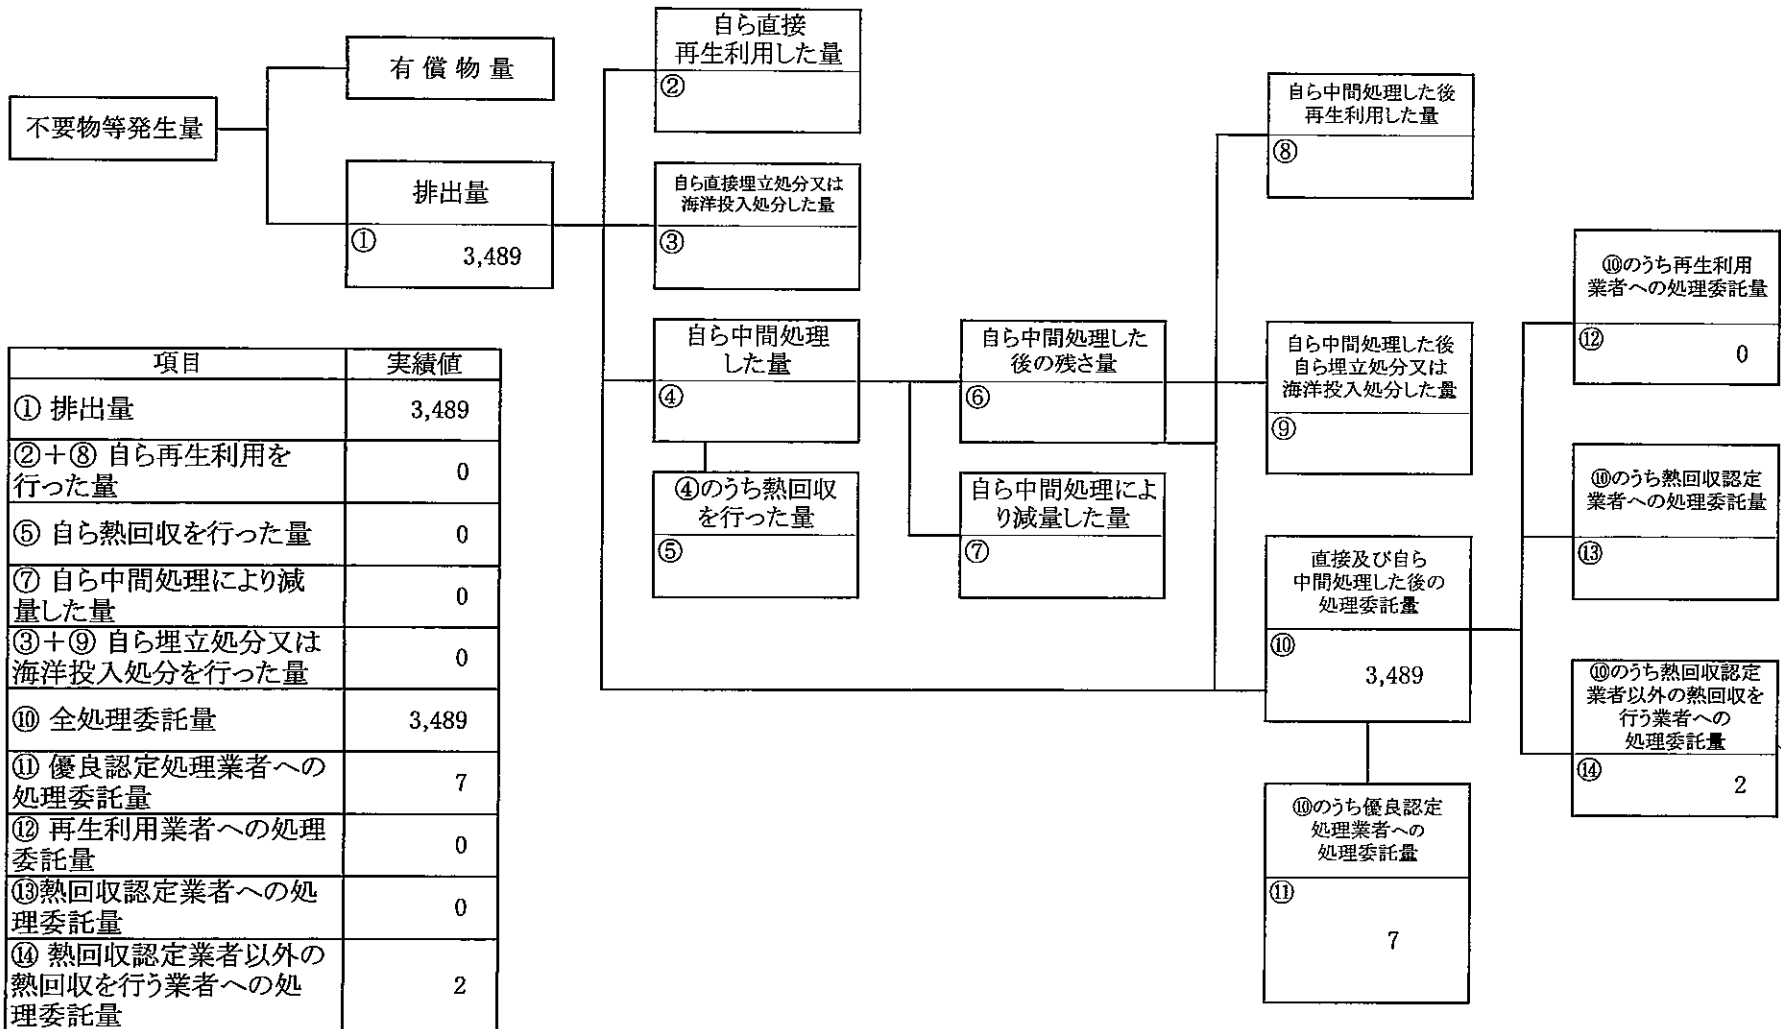 不要物等発生量
有償物量
排出量
①
3,489
自ら直接
再生利用した量
②
自ら直接埋立処分又は
海洋投入処分した量
③
自ら中間処理
した量
④
④のうち熱回収
を行った量
⑤
自ら中間処理した
後の残さ量
⑥
自ら中間処理によ
り減量した量
⑦
自ら中間処理した後
再生利用した量
⑧
自ら中間処理した後
自ら埋立処分又は
海洋投入処分した量
⑨
直接及び自ら
中間処理した後の
処理委託量
⑩
3,489
⑩のうち優良認定
処理業者への
処理委託量
⑪
7
⑩のうち再生利用
業者への処理委託量
⑫
0
⑩のうち熱回収認定
業者への処理委託量
⑬
⑩のうち熱回収認定
業者以外の熱回収を
行う業者への
処理委託量
⑭
2
項目 実績値
① 排出量 3,489
②+⑧ 自ら再生利用を
行った量 0
⑤ 自ら熱回収を行った量 0
⑦ 自ら中間処理により減
量した量 0
③+⑨ 自ら埋立処分又は
海洋投入処分を行った量 0
⑩ 全処理委託量 3,489
⑪ 優良認定処理業者への
処理委託量 7
⑫ 再生利用業者への処理
委託量 0
⑬熱回収認定業者への処
理委託量 0
⑭ 熱回収認定業者以外の
熱回収を行う業者への処
理委託量 2